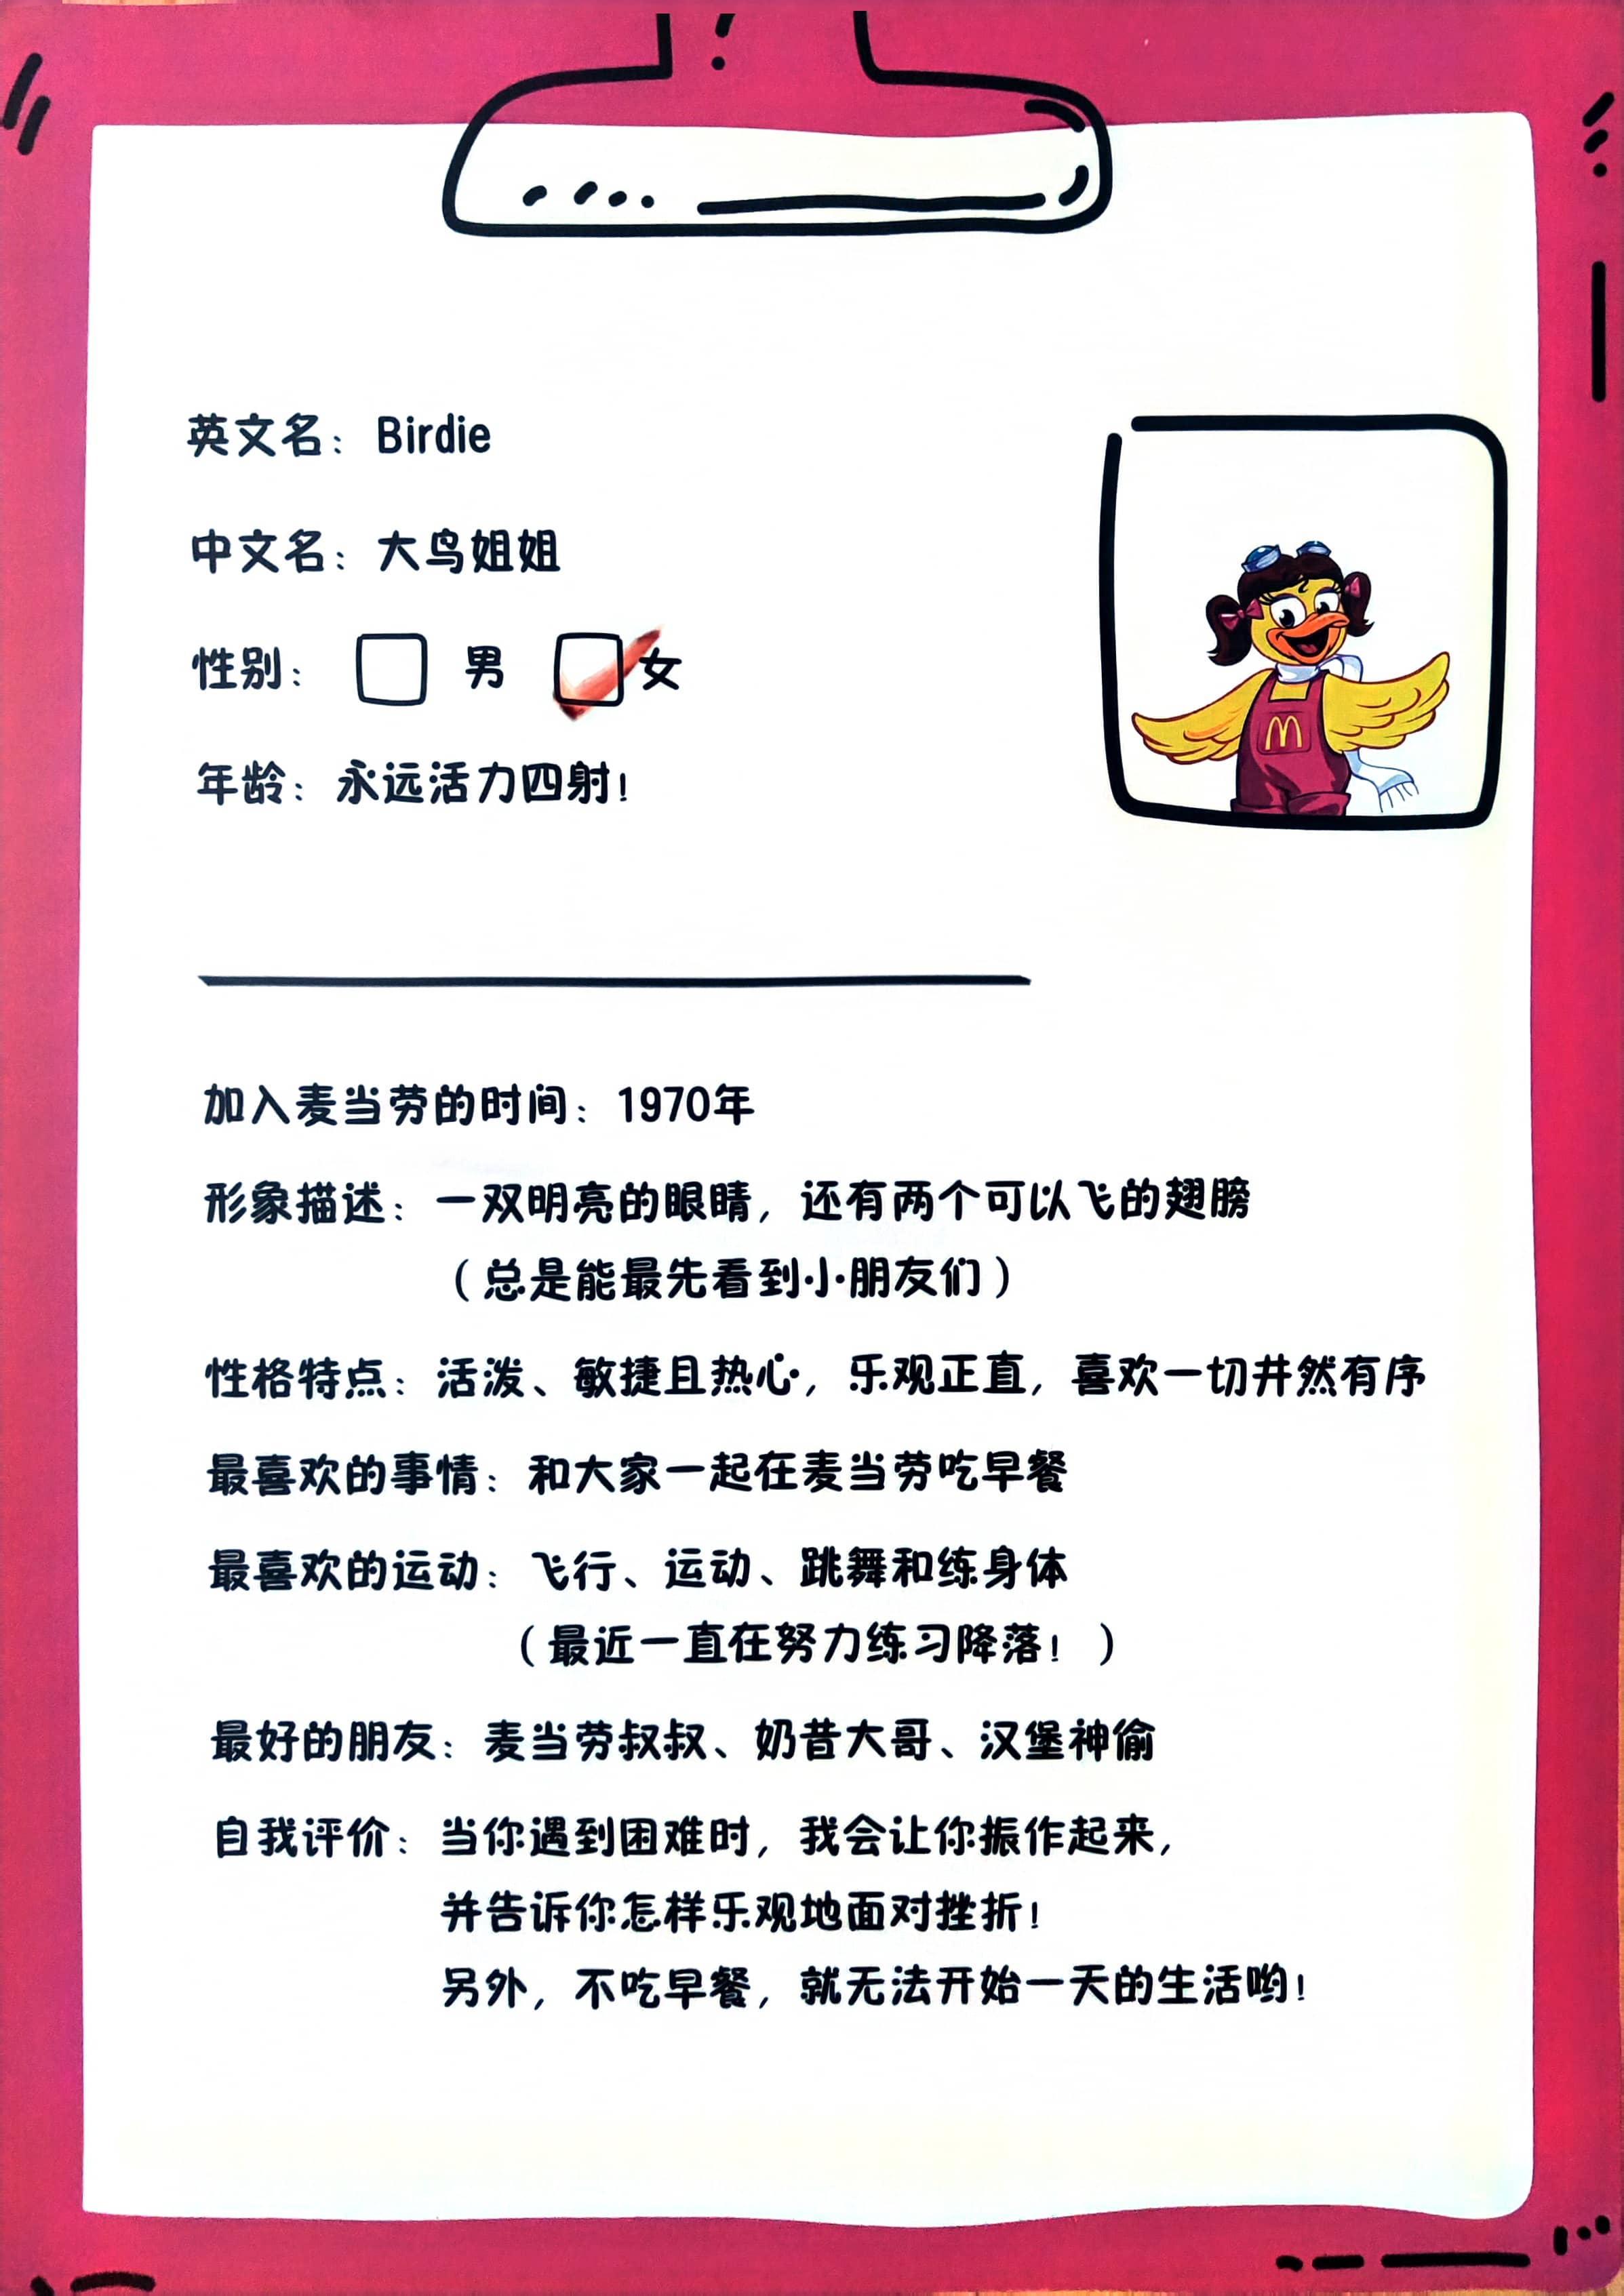 英文名：Birdie
中文名：大鸟姐姐
性别： 男 女
年龄：永远活力四射！
加入麦当劳的时间：1970年
形象描述：一双明亮的眼睛，还有两个可以飞的翅膀
（总是能最先看到小朋友们）
性格特点：活泼、敏捷且热心，乐观正直，喜欢一切井然有序
最喜欢的事情：和大家一起在麦当劳吃早餐
最喜欢的运动：飞行、运动、跳舞和练身体
（最近一直在努力练习降落！）
最好的朋友：麦当劳叔叔、奶昔大哥、汉堡神偷
自我评价：当你遇到困难时，我会让你振作起来，
并告诉你怎样乐观地面对挫折！
另外，不吃早餐，就无法开始一天的生活哟！